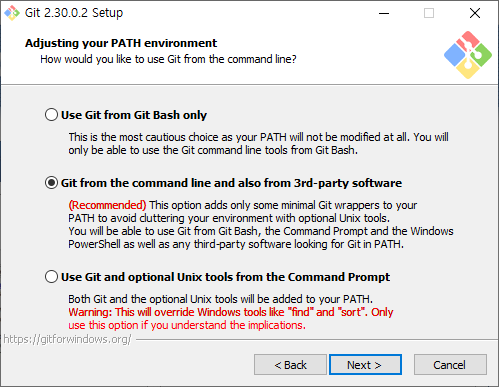 Git 2.30.0.2 Setup
Adjusting your PATH environment
How would you like to use Git from the command line?
Use Git from Git Bash only
This is the most cautious choice as your PATH will not be modified at all. You will
only be able to use the Git command line tools from Git Bash.
Git from the command line and also from 3rd-party software
(Recommended) This option adds only some minimal Git wrappers to your
PATH to avoid cluttering your environment with optional Unix tools.
You will be able to use Git from Git Bash, the Command Prompt and the Windows
PowerShell as well as any third-party software looking for Git in PATH.
Use Git and optional Unix tools from the Command Prompt
Both Git and the optional Unix tools will be added to your PATH.
Warning: This will override Windows tools like "find" and "sort". Only
use this option if you understand the implications.
https://gitforwindows.org/
< Back
Next >
Cancel